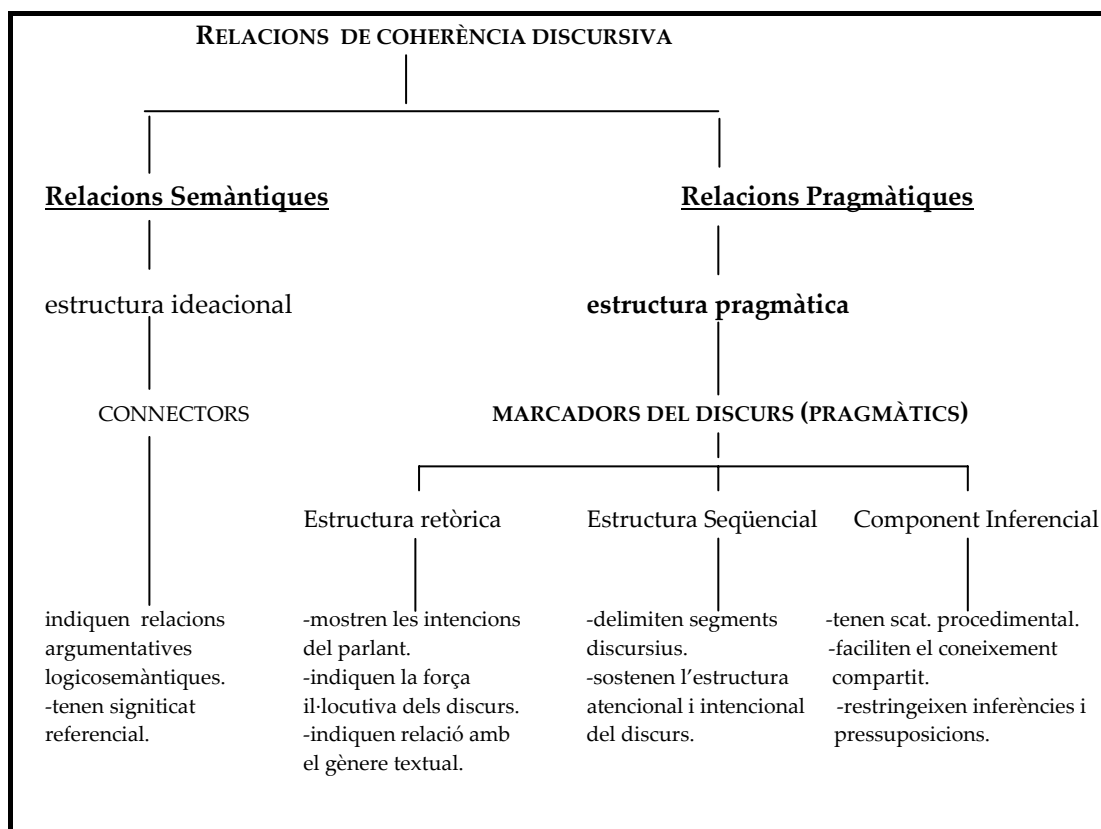 RELACIONS DE COHERÈNCIA DISCURSIVA
Relacions Semàntiques
Relacions Pragmàtiques
estructura ideacional
estructura pragmàtica
CONNECTORS
MARCADORS DEL DISCURS (PRAGMÀTICS)
Estructura retòrica
Estructura Seqüencial
Component Inferencial
indiquen relacions
argumentatives
logicosemàntiques.
-tenen signiticat
referencial.
-mostren les intencions
del parlant.
-indiquen la força
il·locutiva dels discurs.
-indiquen relació amb
el gènere textual.
-delimiten segments
discursius.
-sostenen l'estructura
atencional i intencional
del discurs.
-tenen scat. procedimental.
-faciliten el coneixement
compartit.
-restringeixen inferències i
pressuposicions.